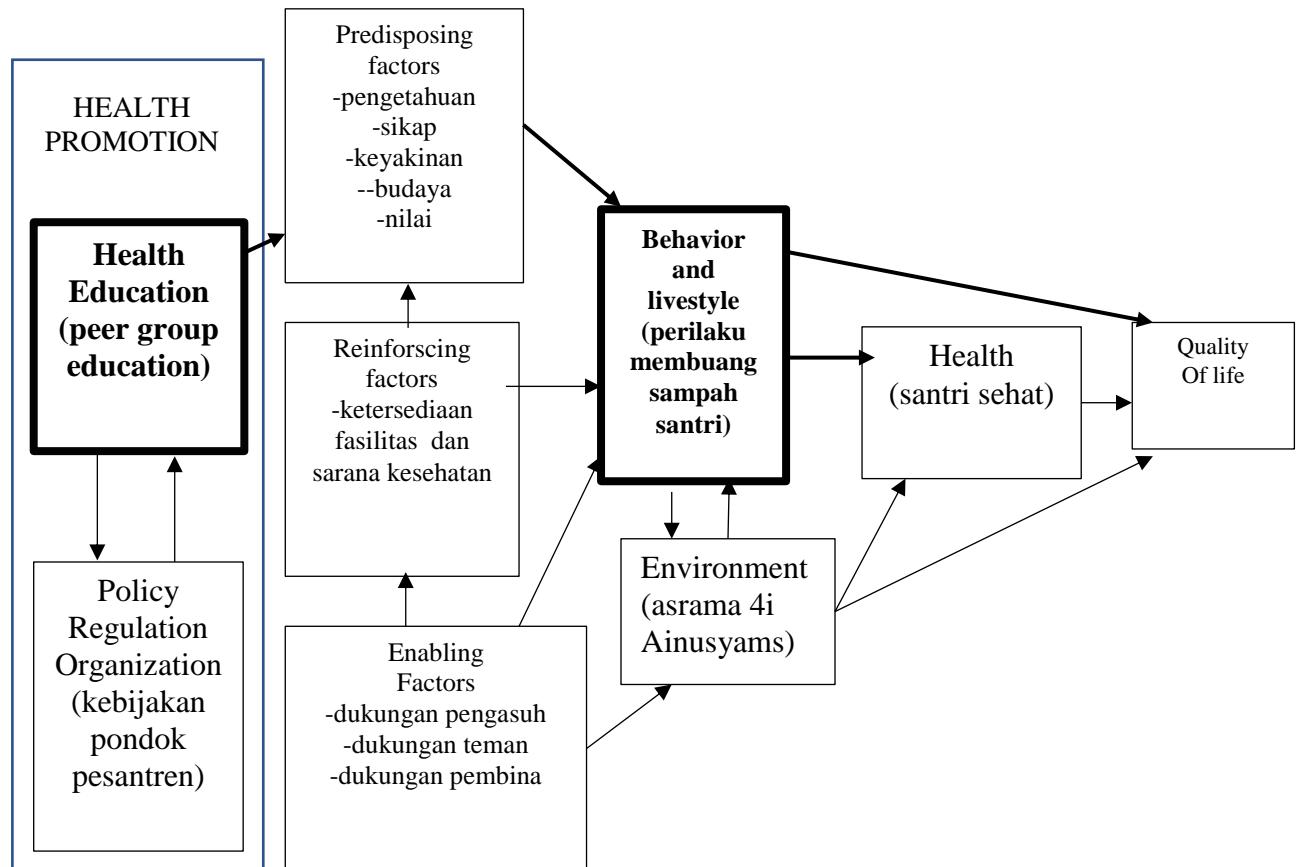 HEALTH
PROMOTION
Health
Education
(peer group
education)
Policy
Regulation
Organization
(kebijakan
pondok
pesantren)
Predisposing
factors
-pengetahuan
-sikap
-keyakinan
--budaya
-nilai
Reinforscing
factors
-ketersediaan
fasilitas dan
sarana kesehatan
Enabling
Factors
-dukungan pengasuh
-dukungan teman
-dukungan pembina
Behavior
and
livestyle
(perilaku
membuang
sampah
santri)
Environment
(asrama 4i
Ainusyams)
Health
(santri sehat)
Quality
Of life